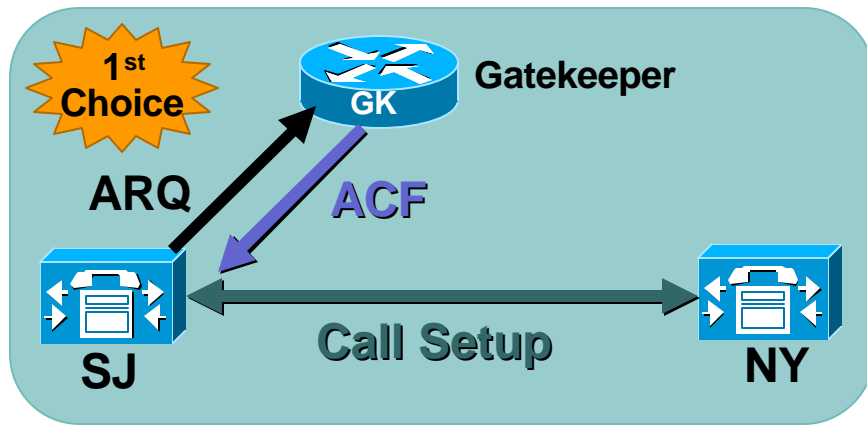 1st
Choice
GK
Gatekeeper
ARQ
ACF
Call Setup
SJ
NY